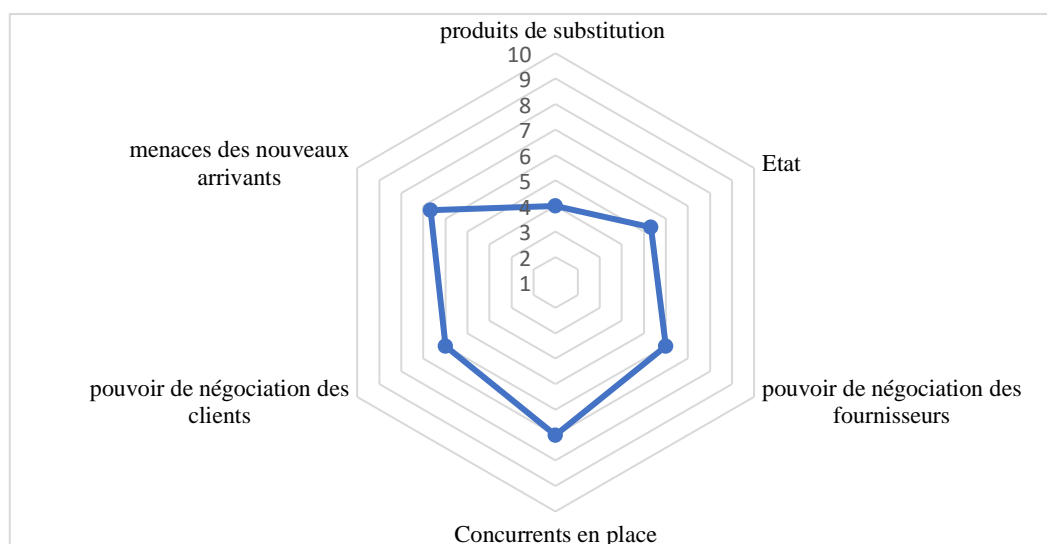 produits de substitution
10
9
8
7
6
5
4
3
2
1
menaces des nouveaux
arrivants
Etat
pouvoir de négociation des
clients
pouvoir de négociation des
fournisseurs
Concurrents en place